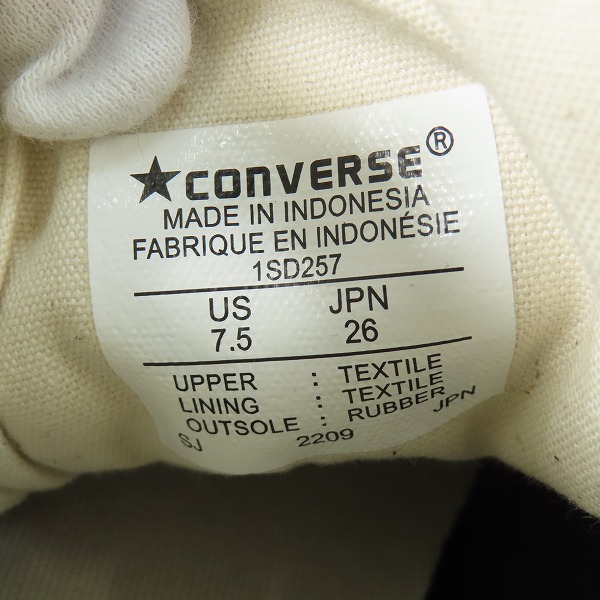 ★CONVERSE®
MADE IN INDONESIA
FABRIQUE EN INDONÉSIE
1SD257
US JPN
7.5 26
UPPER : TEXTILE
LINING : TEXTILE
OUTSOLE : RUBBER
SJ 2209 JPN